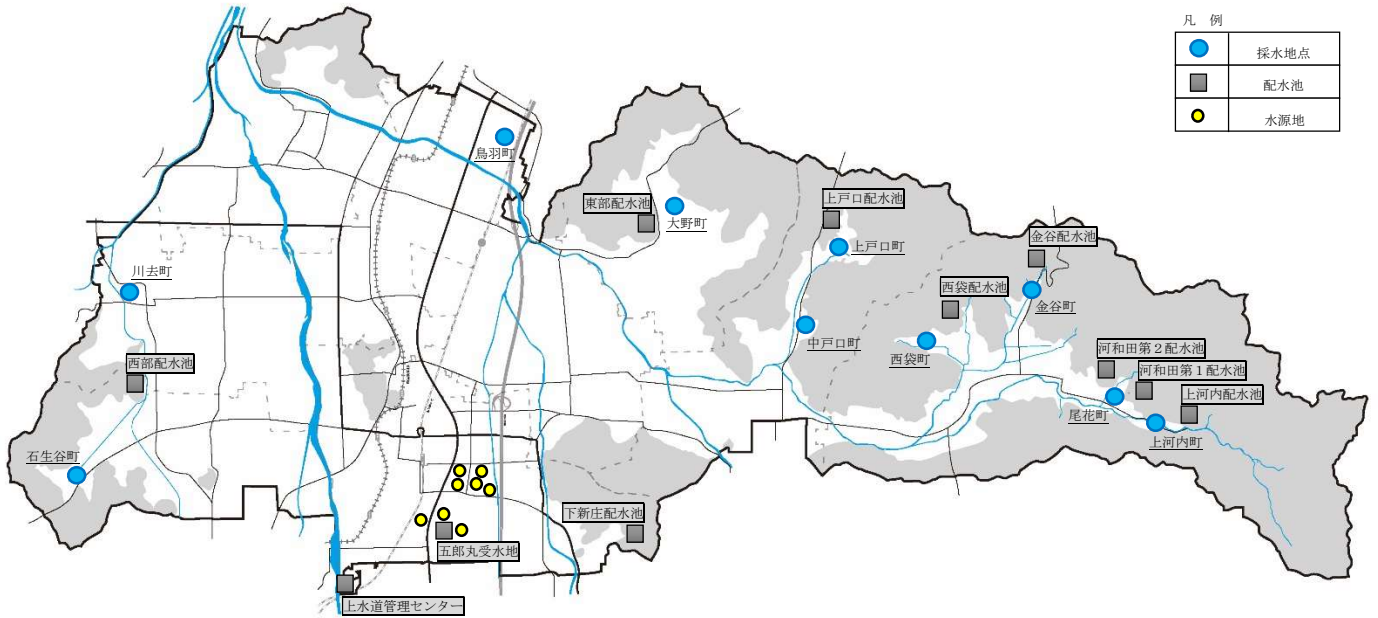 凡 例
採水地点
配水池
水源地
鳥羽町
東部配水池
大野町
上戸口配水池
上戸口町
金谷配水池
川去町
西袋配水池
金谷町
中戸口町
西袋町
西部配水池
河和田第２配水池
河和田第１配水池
上河内配水池
尾花町
上河内町
石生谷町
下新庄配水池
五郎丸受水地
上水道管理センター